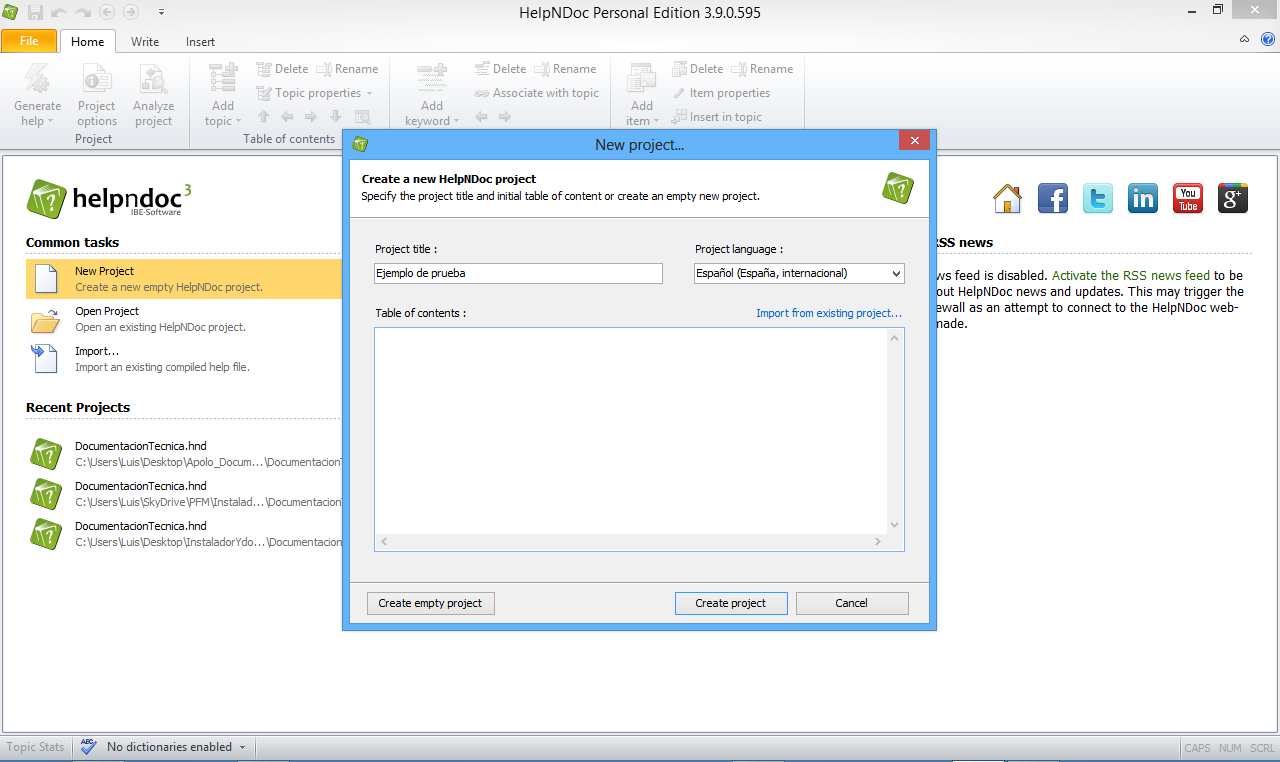 HelpNDoc Personal Edition 3.9.0.595
File
Home
Write
Insert
Generate help
Project options
Analyze project
Project
Add topic
Delete
Rename
Topic properties
Table of contents
Add keyword
Delete
Rename
Associate with topic
Add item
Delete
Rename
Item properties
Insert in topic
helpndoc 3
IBE-Software
Common tasks
New Project
Create a new empty HelpNDoc project.
Open Project
Open an existing HelpNDoc project.
Import...
Import an existing compiled help file.
Recent Projects
DocumentacionTecnica.hnd
C:\Users\Luis\Desktop\Apolo_Docum...\Documentacion
DocumentacionTecnica.hnd
C:\Users\Luis\SkyDrive\PFM\Instalad...\Documentacion
DocumentacionTecnica.hnd
C:\Users\Luis\Desktop\InstaladorYdo...\Documentacion
New project...
Create a new HelpNDoc project
Specify the project title and initial table of content or create an empty new project.
Project title :
Project language :
Ejemplo de prueba
Español (España, internacional)
Table of contents :
Import from existing project...
Create empty project
Create project
Cancel
f
t
in
You Tube
g+
RSS news
ws feed is disabled. Activate the RSS news feed to be
out HelpNDoc news and updates. This may trigger the
ewall as an attempt to connect to the HelpNDoc web-
made.
Topic Stats
ABC
No dictionaries enabled
CAPS
NUM
SCRL